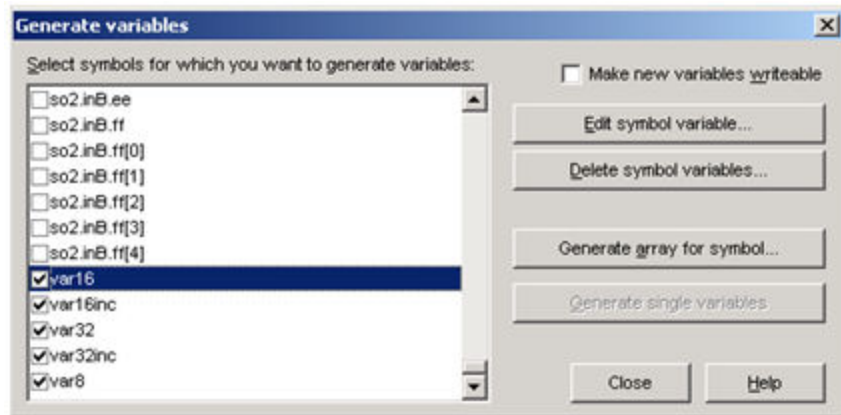 Generate variables
Select symbols for which you want to generate variables:
Make new variables writeable
so2.inB.ee
so2.inB.ff
so2.inB.ff[0]
so2.inB.ff[1]
so2.inB.ff[2]
so2.inB.ff[3]
so2.inB.ff[4]
var16
var16inc
var32
var32inc
var8
Edit symbol variable...
Delete symbol variables...
Generate array for symbol...
Generate single variables
Close
Help